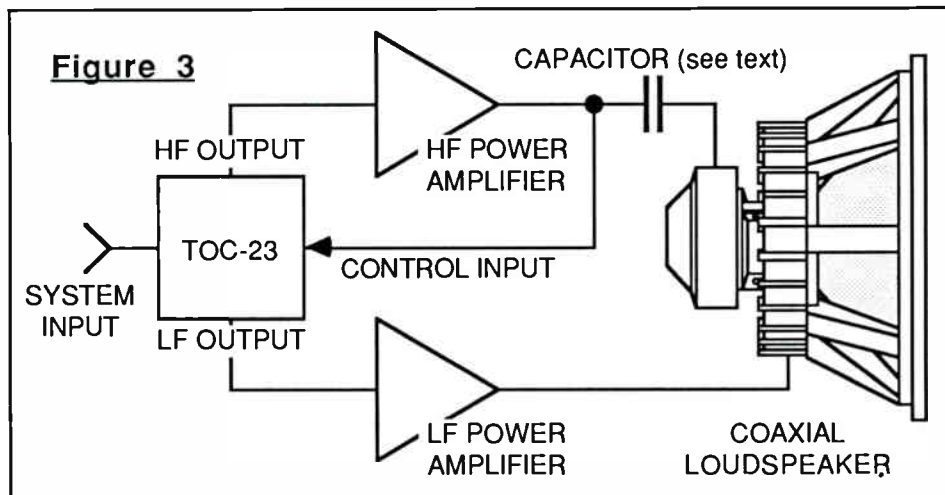 Figure 3
CAPACITOR (see text)
HF OUTPUT
HF POWER
AMPLIFIER
TOC-23
CONTROL INPUT
SYSTEM
INPUT
LF OUTPUT
LF POWER
AMPLIFIER
COAXIAL
LOUDSPEAKER